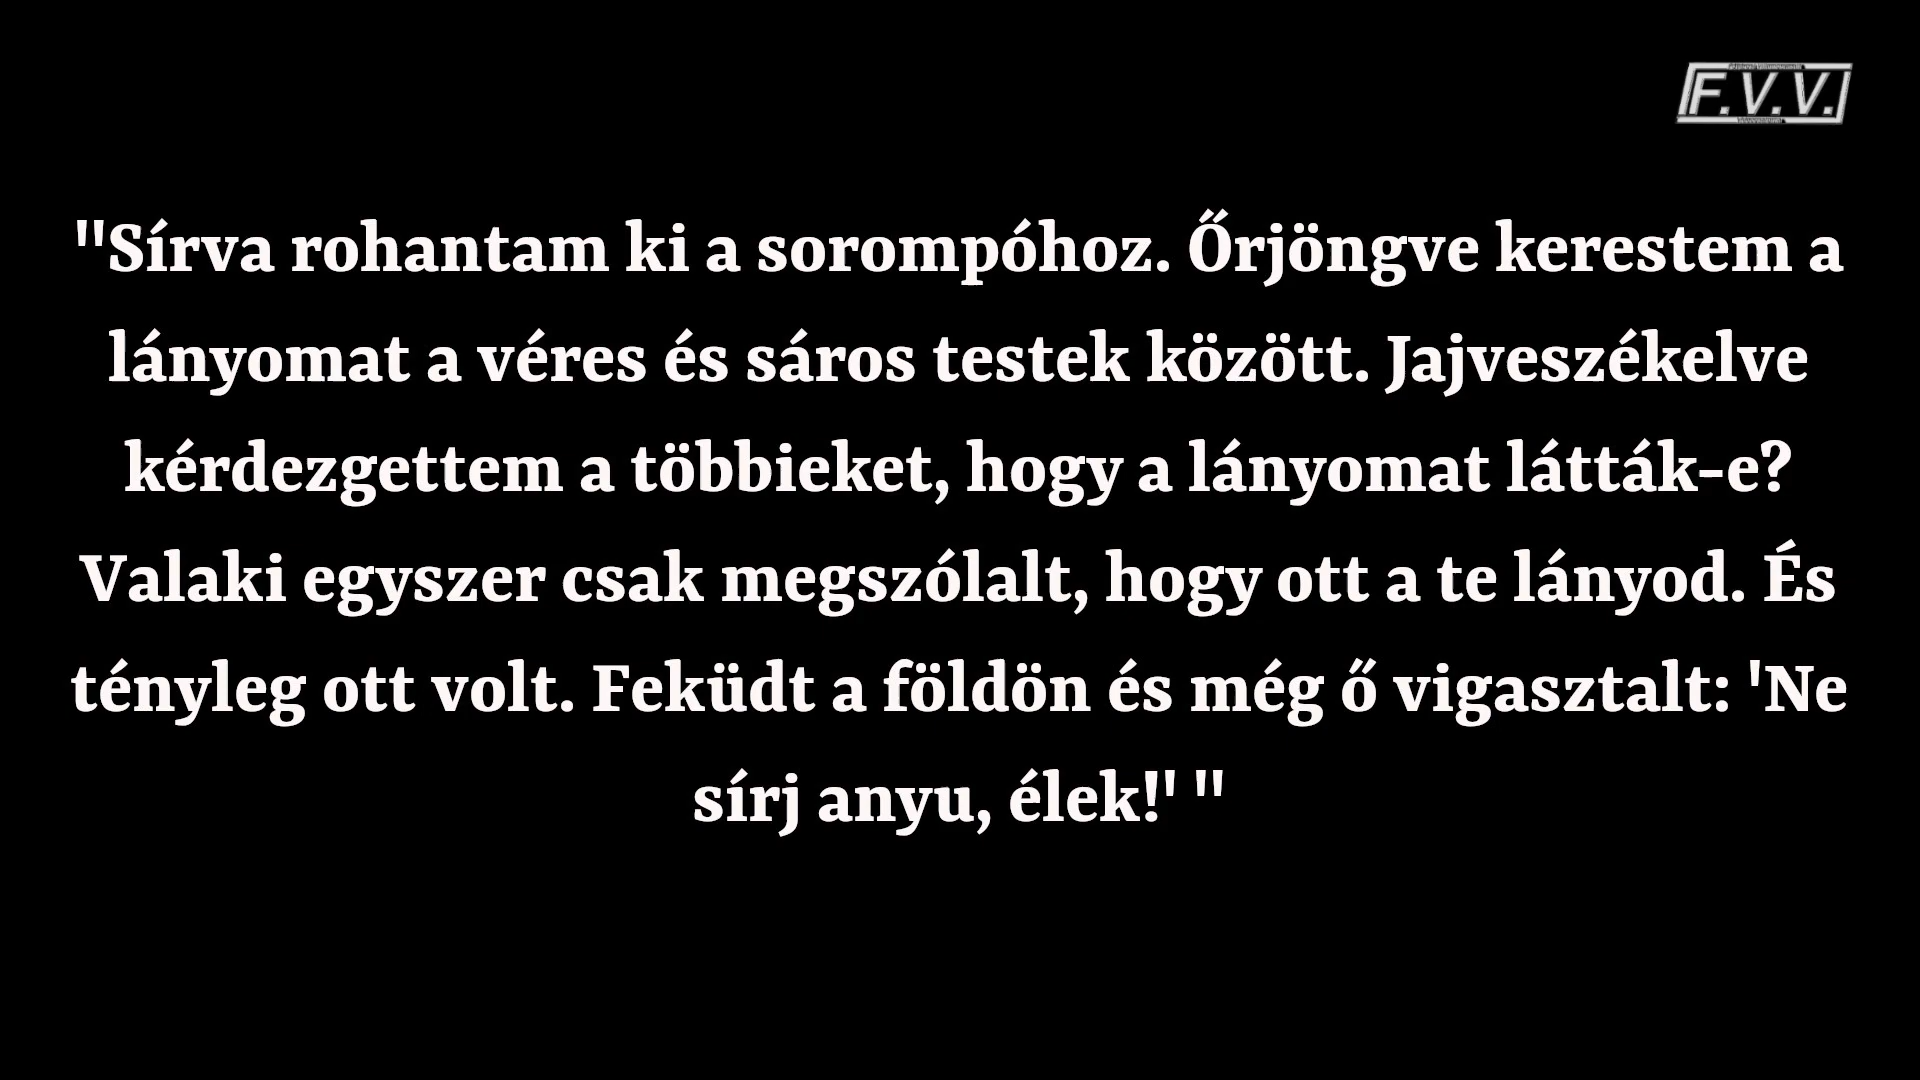 F.V.V.
"Sírva rohantam ki a sorompóhoz. Őrjöngve kerestem a
lányomat a véres és sáros testek között. Jajveszékelve
kérdezgettem a többieket, hogy a lányomat látták-e?
Valaki egyszer csak megszólalt, hogy ott a te lányod. És
tényleg ott volt. Feküdt a földön és még ő vigasztalt: 'Ne
sírj anyu, élek!' "